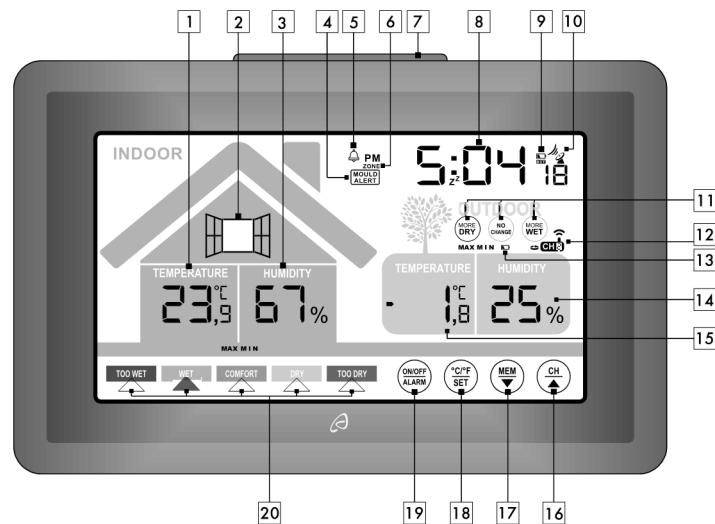 1 2 3 4 5 6 7 8 9 10
INDOOR
PM
ZONE
MOULD
ALERT
5:04
zz
18
11
OUTDOOR
MORE
DRY
NO
CHANGE
MORE
WET
12
MAX MIN
CH 3
13
TEMPERATURE
HUMIDITY
23,9 °C
67%
MAX MIN
TEMPERATURE
HUMIDITY
-1,8 °C
25%
14
15
TOO WET
WET
COMFORT
DRY
TOO DRY
ON/OFF
ALARM
°C/°F
SET
MEM
CH
20 19 18 17 16